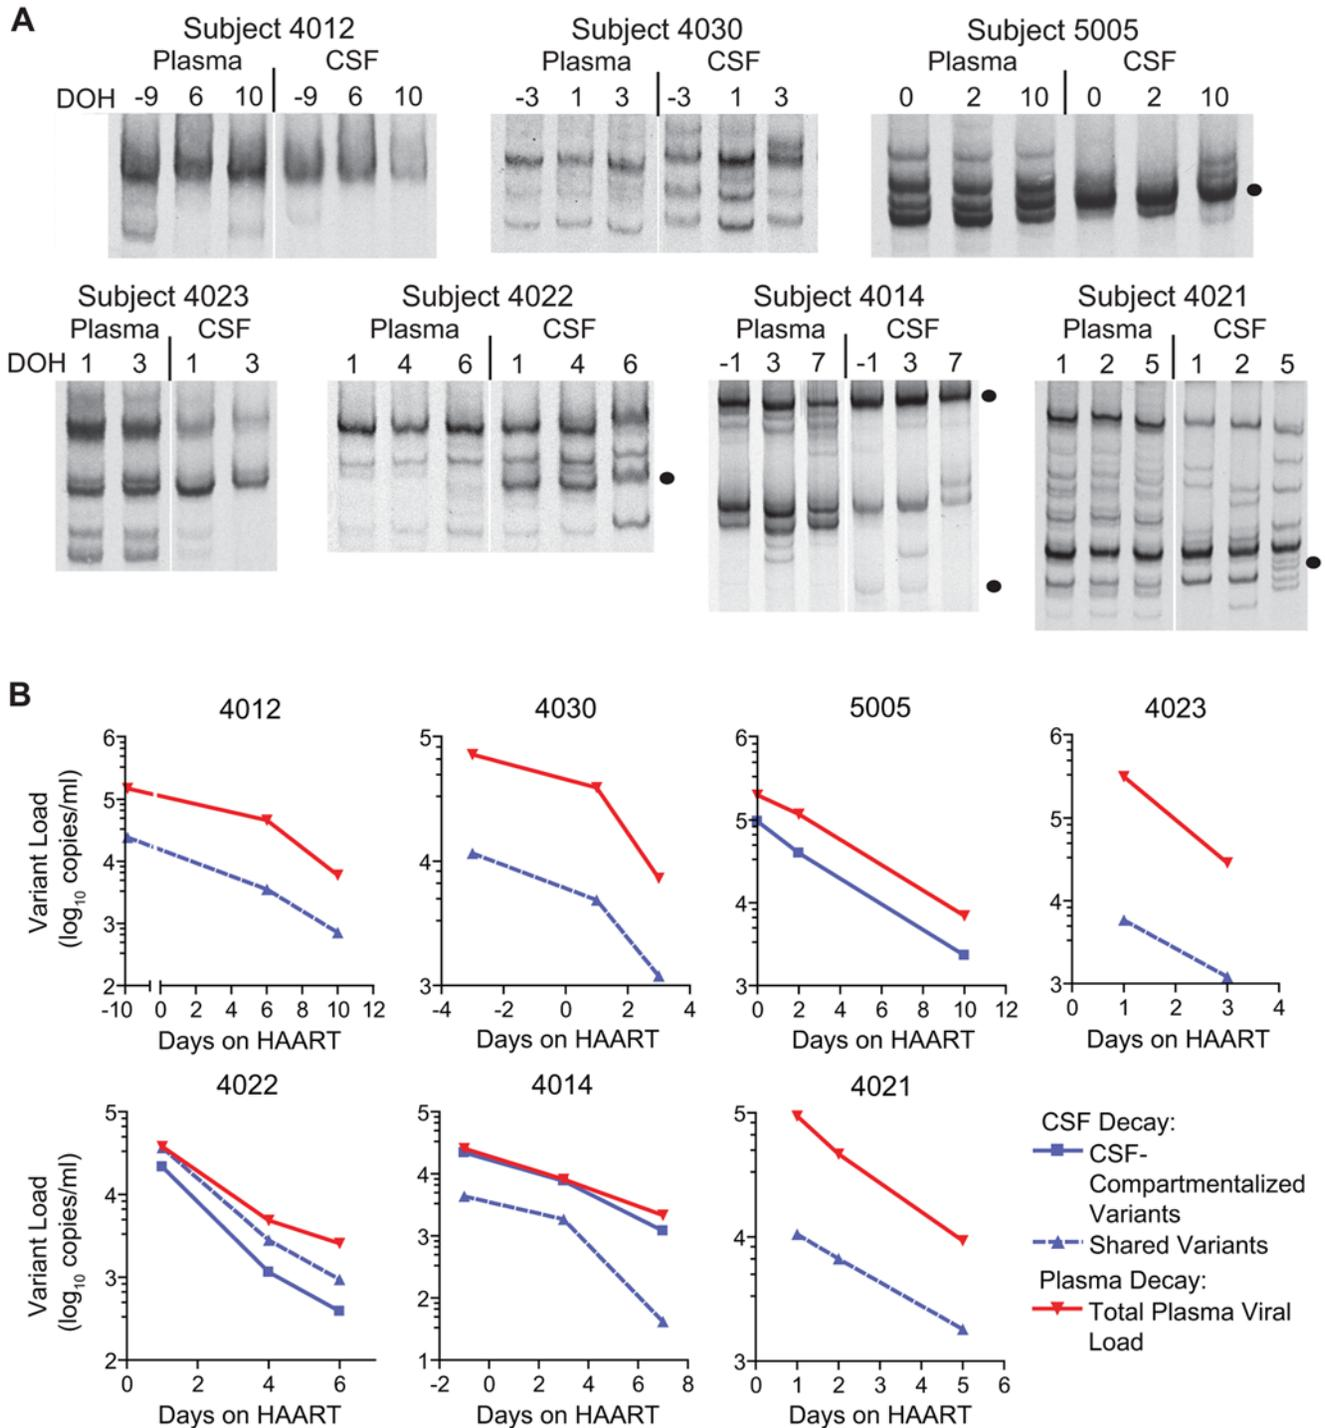 A
Subject 4012
Plasma CSF
DOH -9 6 10 -9 6 10
Subject 4030
Plasma CSF
-3 1 3 -3 1 3
Subject 5005
Plasma CSF
0 2 10 0 2 10
Subject 4023
Plasma CSF
DOH 1 3 1 3
Subject 4022
Plasma CSF
1 4 6 1 4 6
Subject 4014
Plasma CSF
-1 3 7 -1 3 7
Subject 4021
Plasma CSF
1 2 5 1 2 5
B
4012
Variant Load
(log10 copies/ml)
6
5
4
3
2
-10 0 2 4 6 8 10 12
Days on HAART
4030
5
4
3
-4 -2 0 2 4
Days on HAART
5005
6
5
4
3
0 2 4 6 8 10 12
Days on HAART
4023
6
5
4
3
0 1 2 3 4
Days on HAART
4022
Variant Load
(log10 copies/ml)
5
4
3
2
0 2 4 6
Days on HAART
4014
5
4
3
2
1
-2 0 2 4 6 8
Days on HAART
4021
5
4
3
0 1 2 3 4 5 6
Days on HAART
CSF Decay:
CSF-
Compartmentalized
Variants
Shared Variants
Plasma Decay:
Total Plasma Viral
Load